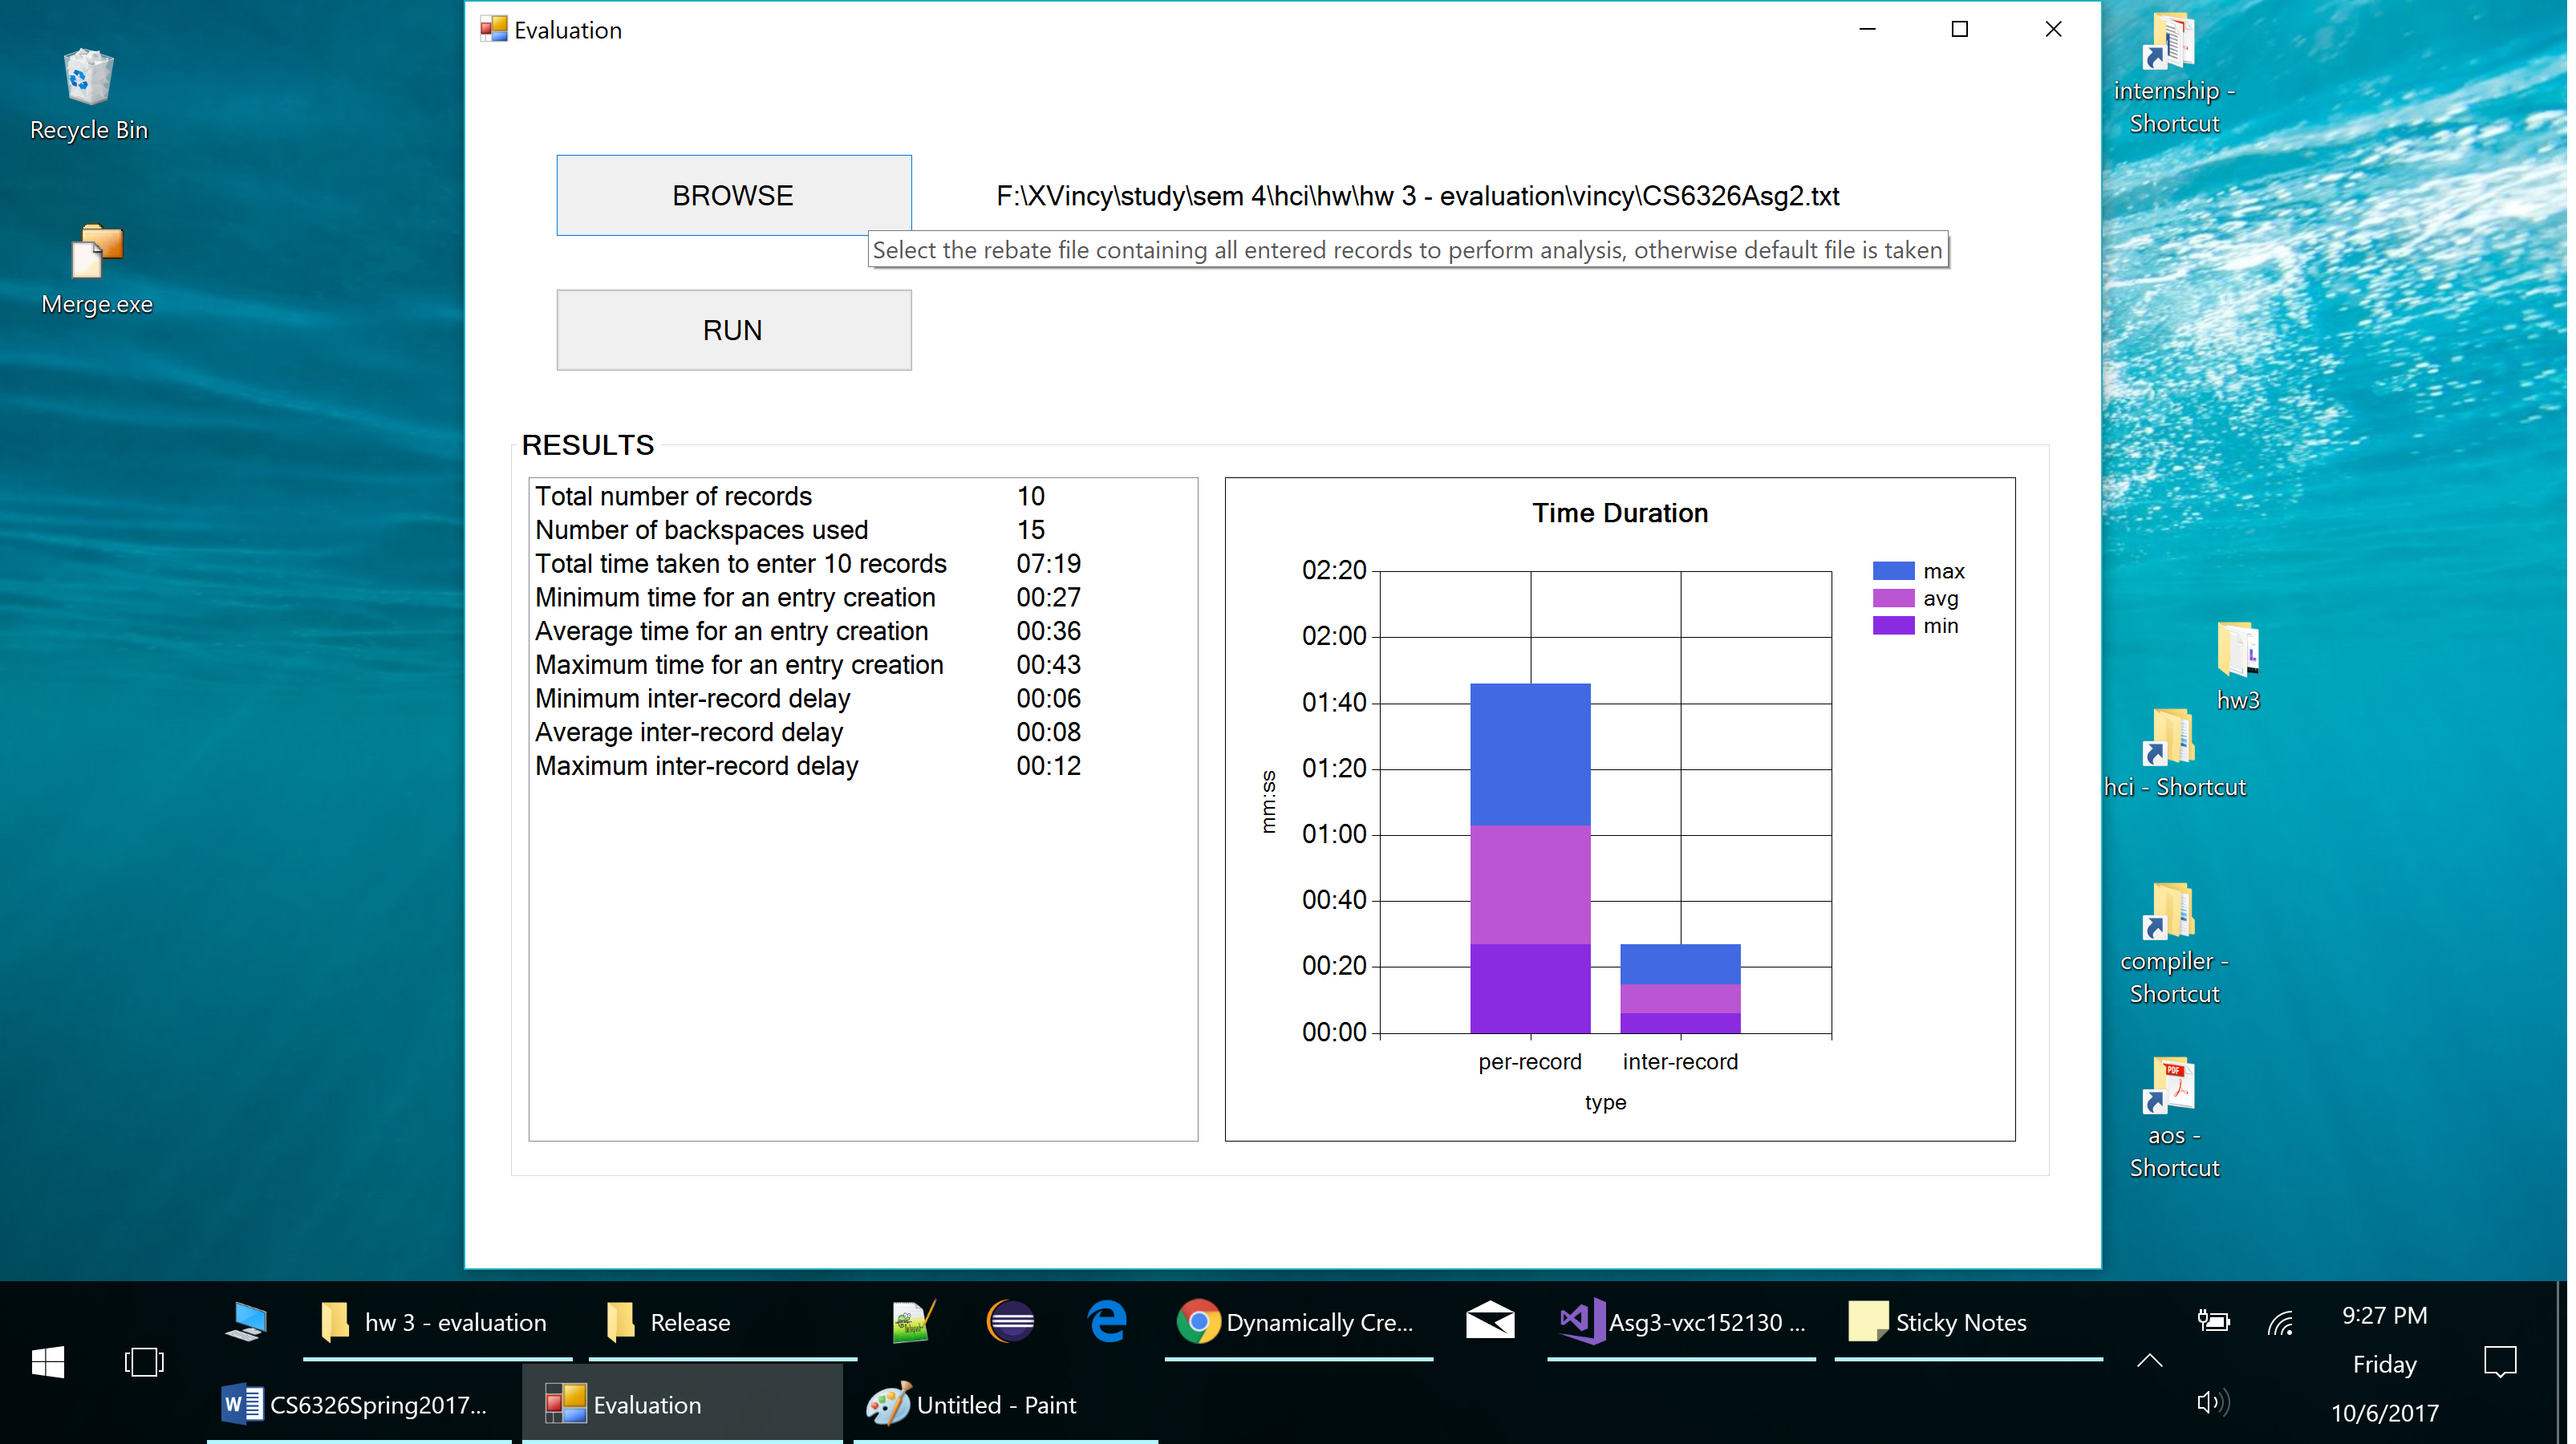 Evaluation
Recycle Bin
Merge.exe
BROWSE
F:\XVincy\study\sem 4\hci\hw\hw 3 - evaluation\vincy\CS6326Asg2.txt
Select the rebate file containing all entered records to perform analysis, otherwise default file is taken
RUN
RESULTS
Total number of records 10
Number of backspaces used 15
Total time taken to enter 10 records 07:19
Minimum time for an entry creation 00:27
Average time for an entry creation 00:36
Maximum time for an entry creation 00:43
Minimum inter-record delay 00:06
Average inter-record delay 00:08
Maximum inter-record delay 00:12
Time Duration
02:20
02:00
01:40
01:20
01:00
00:40
00:20
00:00
mm:ss
per-record inter-record
type
max
avg
min
internship -
Shortcut
hw3
hci - Shortcut
compiler -
Shortcut
PDF
aos -
Shortcut
hw 3 - evaluation
Release
Dynamically Cre...
Asg3-vxc152130 ...
Sticky Notes
W
CS6326Spring2017...
Evaluation
Untitled - Paint
9:27 PM
Friday
10/6/2017